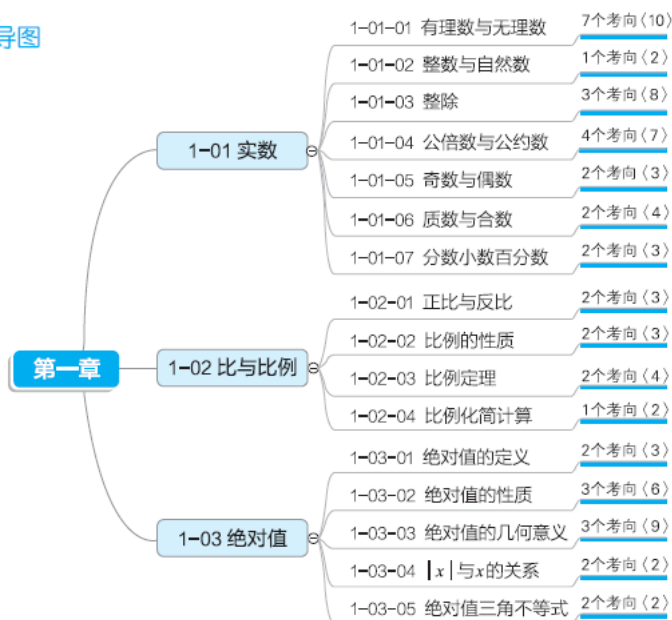 导图
第一章
1-01 实数
1-01-01 有理数与无理数 7个考向〈10〉
1-01-02 整数与自然数 1个考向〈2〉
1-01-03 整除 3个考向〈8〉
1-01-04 公倍数与公约数 4个考向〈7〉
1-01-05 奇数与偶数 2个考向〈3〉
1-01-06 质数与合数 2个考向〈4〉
1-01-07 分数小数百分数 2个考向〈3〉
1-02 比与比例
1-02-01 正比与反比 2个考向〈3〉
1-02-02 比例的性质 2个考向〈3〉
1-02-03 比例定理 2个考向〈4〉
1-02-04 比例化简计算 1个考向〈2〉
1-03 绝对值
1-03-01 绝对值的定义 2个考向〈3〉
1-03-02 绝对值的性质 3个考向〈6〉
1-03-03 绝对值的几何意义 3个考向〈9〉
1-03-04 |x|与x的关系 2个考向〈2〉
1-03-05 绝对值三角不等式 2个考向〈2〉